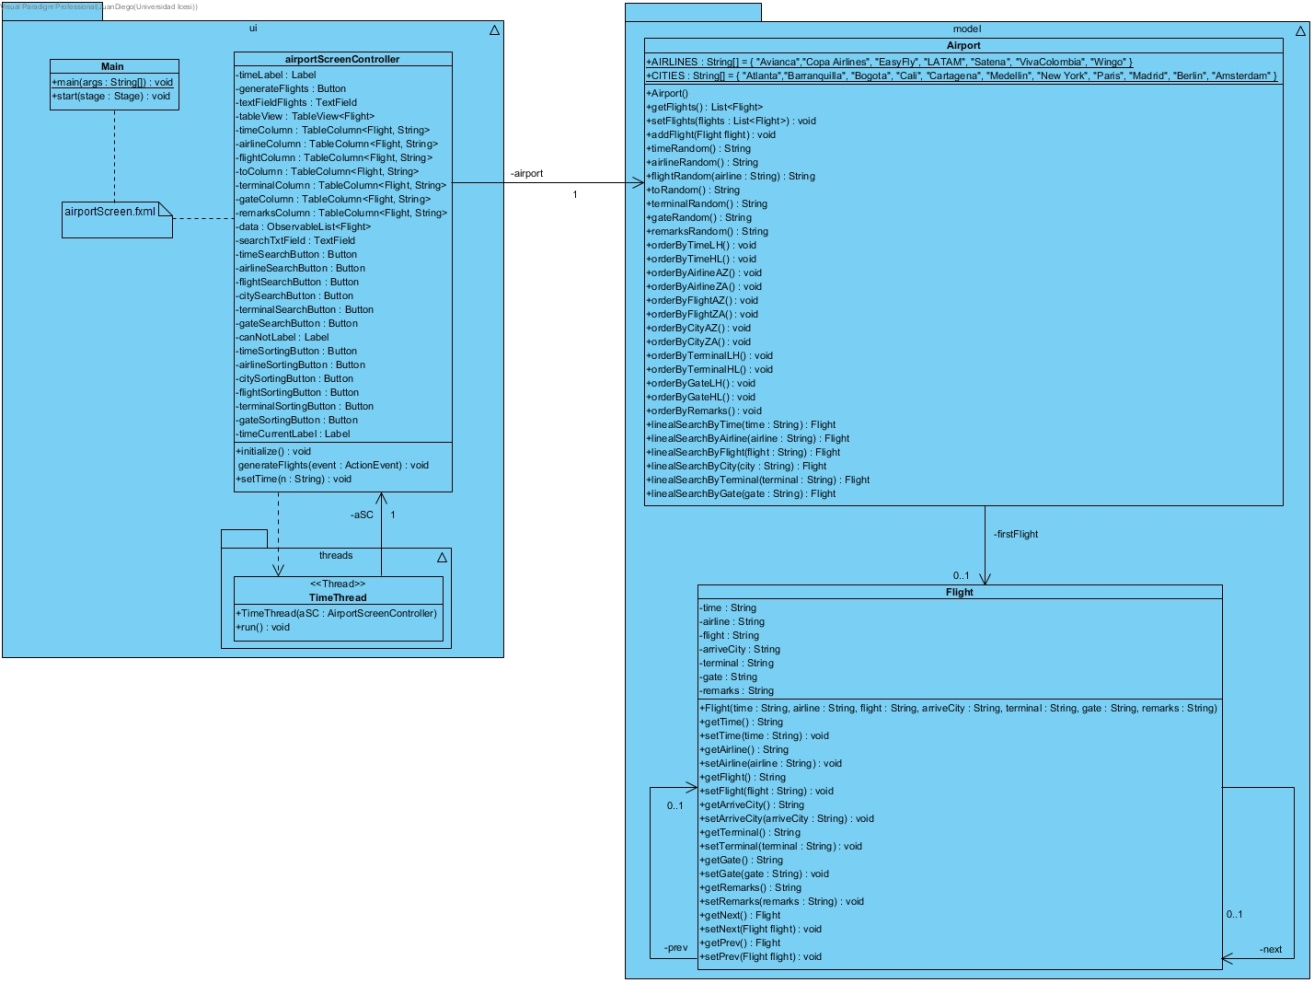 Visual Paradigm Professional(JuanDiego(Universidad Icesi))
ui
Main
+main(args : String[]) : void
+start(stage : Stage) : void
airportScreen.fxml
airportScreenController
-timeLabel : Label
-generateFlights : Button
-textFieldFlights : TextField
-tableView : TableView<Flight>
-timeColumn : TableColumn<Flight, String>
-airlineColumn : TableColumn<Flight, String>
-flightColumn : TableColumn<Flight, String>
-toColumn : TableColumn<Flight, String>
-terminalColumn : TableColumn<Flight, String>
-gateColumn : TableColumn<Flight, String>
-remarksColumn : TableColumn<Flight, String>
-data : ObservableList<Flight>
-searchTxtField : TextField
-timeSearchButton : Button
-airlineSearchButton : Button
-flightSearchButton : Button
-citySearchButton : Button
-terminalSearchButton : Button
-gateSearchButton : Button
-canNotLabel : Label
-timeSortingButton : Button
-airlineSortingButton : Button
-citySortingButton : Button
-flightSortingButton : Button
-terminalSortingButton : Button
-gateSortingButton : Button
-timeCurrentLabel : Label
+initialize() : void
generateFlights(event : ActionEvent) : void
+setTime(n : String) : void
-aSC
1
threads
<<Thread>>
TimeThread
+TimeThread(aSC : AirportScreenController)
+run() : void
-airport
1
model
Airport
+AIRLINES : String[] = { "Avianca","Copa Airlines", "EasyFly", "LATAM", "Satena", "VivaColombia", "Wingo" }
+CITIES : String[] = { "Atlanta","Barranquilla", "Bogota", "Cali", "Cartagena", "Medellin", "New York", "Paris", "Madrid", "Berlin", "Amsterdam" }
+Airport()
+getFlights() : List<Flight>
+setFlights(flights : List<Flight>) : void
+addFlight(Flight flight) : void
+timeRandom() : String
+airlineRandom() : String
+flightRandom(airline : String) : String
+toRandom() : String
+terminalRandom() : String
+gateRandom() : String
+remarksRandom() : String
+orderByTimeLH() : void
+orderByTimeHL() : void
+orderByAirlineAZ() : void
+orderByAirlineZA() : void
+orderByFlightAZ() : void
+orderByFlightZA() : void
+orderByCityAZ() : void
+orderByCityZA() : void
+orderByTerminalLH() : void
+orderByTerminalHL() : void
+orderByGateLH() : void
+orderByGateHL() : void
+orderByRemarks() : void
+linealSearchByTime(time : String) : Flight
+linealSearchByAirline(airline : String) : Flight
+linealSearchByFlight(flight : String) : Flight
+linealSearchByCity(city : String) : Flight
+linealSearchByTerminal(terminal : String) : Flight
+linealSearchByGate(gate : String) : Flight
-firstFlight
0..1
Flight
-time : String
-airline : String
-flight : String
-arriveCity : String
-terminal : String
-gate : String
-remarks : String
+Flight(time : String, airline : String, flight : String, arriveCity : String, terminal : String, gate : String, remarks : String)
+getTime() : String
+setTime(time : String) : void
+getAirline() : String
+setAirline(airline : String) : void
+getFlight() : String
+setFlight(flight : String) : void
+getArriveCity() : String
+setArriveCity(arriveCity : String) : void
+getTerminal() : String
+setTerminal(terminal : String) : void
+getGate() : String
+setGate(gate : String) : void
+getRemarks() : String
+setRemarks(remarks : String) : void
+getNext() : Flight
+setNext(Flight flight) : void
+getPrev() : Flight
+setPrev(Flight flight) : void
0..1
-prev
0..1
-next